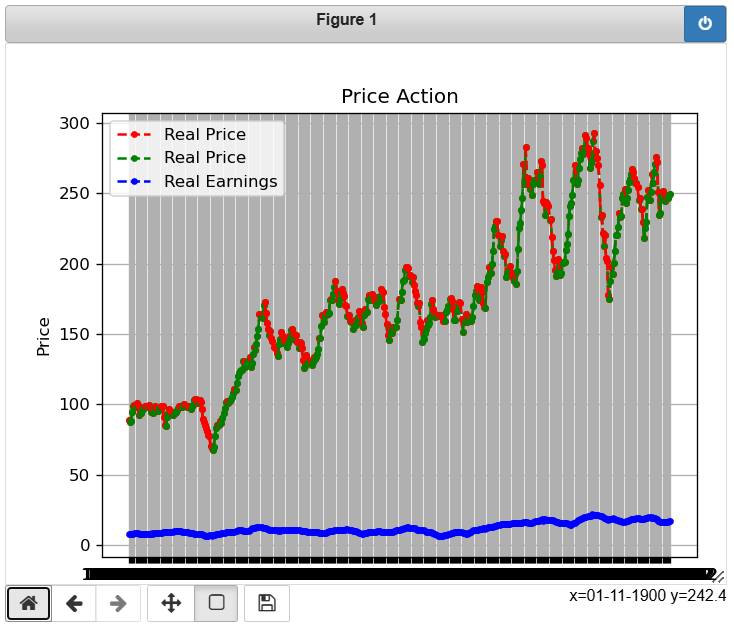 Figure 1
Price Action
Real Price
Real Price
Real Earnings
300
250
200
150
100
50
0
Price
x=01-11-1900 y=242.4